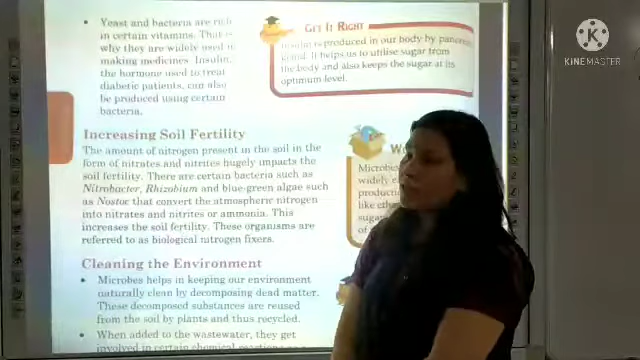 • Yeast and bacteria are rich
in certain vitamins. That is
why they are widely used in
making medicines. Insulin,
the hormone used to treat
diabetic patients, can also
be produced using certain
bacteria.
GET IT RIGHT
Insulin is produced in our body by pancreas
It helps us to utilise sugar from
the body and also keeps the sugar at its
optimum level.
KINEMASTER
Increasing Soil Fertility
The amount of nitrogen present in the soil in the
form of nitrates and nitrites hugely impacts the
soil fertility. There are certain bacteria such as
Nitrobacter, Rhizobium and blue-green algae such
as Nostoc that convert the atmospheric nitrogen
into nitrates and nitrites or ammonia. This
increases the soil fertility. These organisms are
referred to as biological nitrogen fixers.
Microbes
widely
like
sugar
of
Cleaning the Environment
• Microbes helps in keeping our environment
naturally clean by decomposing dead matter.
These decomposed substances are reused
from the soil by plants and thus recycled.
• When added to the wastewater, they get
involved in certain chemical reactions